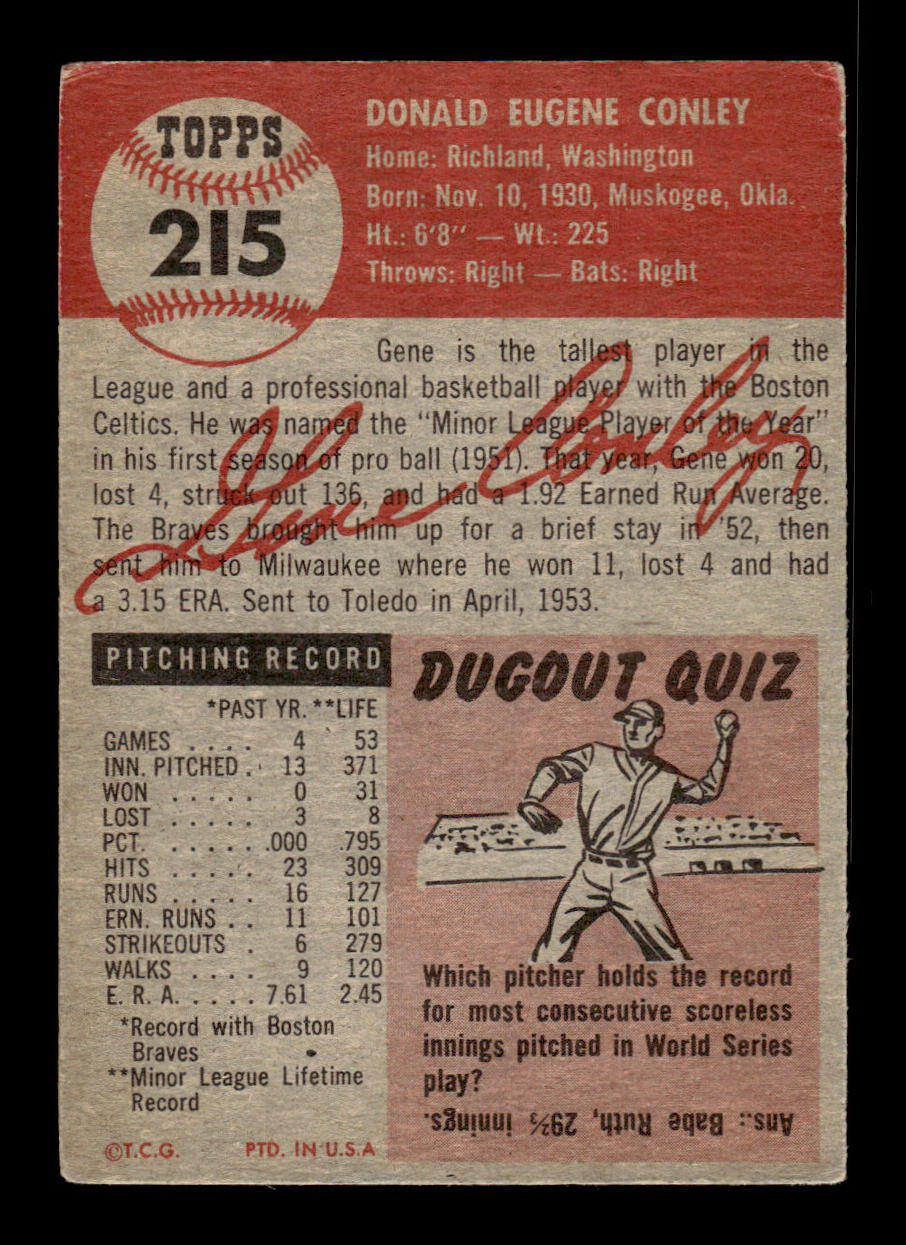 TOPPS
215
DONALD EUGENE CONLEY
Home: Richland, Washington
Born: Nov. 10, 1930, Muskogee, Okla.
Ht.: 6'8" — Wt.: 225
Throws: Right — Bats: Right
Gene is the tallest player in the
League and a professional basketball player with the Boston
Celtics. He was named the "Minor League Player of the Year"
in his first season of pro ball (1951). That year, Gene won 20,
lost 4, struck out 136, and had a 1.92 Earned Run Average.
The Braves brought him up for a brief stay in '52, then
sent him to Milwaukee where he won 11, lost 4 and had
a 3.15 ERA. Sent to Toledo in April, 1953.
Gene Conley
PITCHING RECORD
*PAST YR. **LIFE
GAMES . . . . 4 53
INN. PITCHED . 13 371
WON . . . . . 0 31
LOST . . . . . 3 8
PCT. . . . . . .000 .795
HITS . . . . . 23 309
RUNS . . . . . 16 127
ERN. RUNS . . 11 101
STRIKEOUTS . 6 279
WALKS . . . . 9 120
E. R. A. . . . . 7.61 2.45
*Record with Boston
Braves
**Minor League Lifetime
Record
©T.C.G. PTD. IN U.S.A
DUGOUT QUIZ
Which pitcher holds the record
for most consecutive scoreless
innings pitched in World Series
play?
Ans.: Babe Ruth, 29⅔ innings.